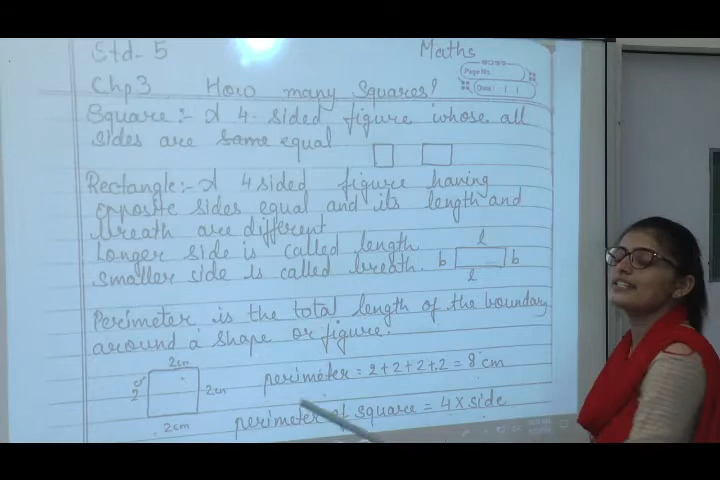 Std- 5 Maths
Page No.
Date
Chp 3 How many Squares?
Square:- A 4-sided figure whose all
sides are same equal
Rectangle:- A 4 sided figure having
opposite sides equal and its length and
breath are different
Longer side is called length
smaller side is called breath.
l
b b
l
Perimeter is the total length of the boundary
around a shape or figure.
2cm
2cm
2cm
2cm
perimeter = 2+2+2+2 = 8 cm
perimeter of square = 4 × side